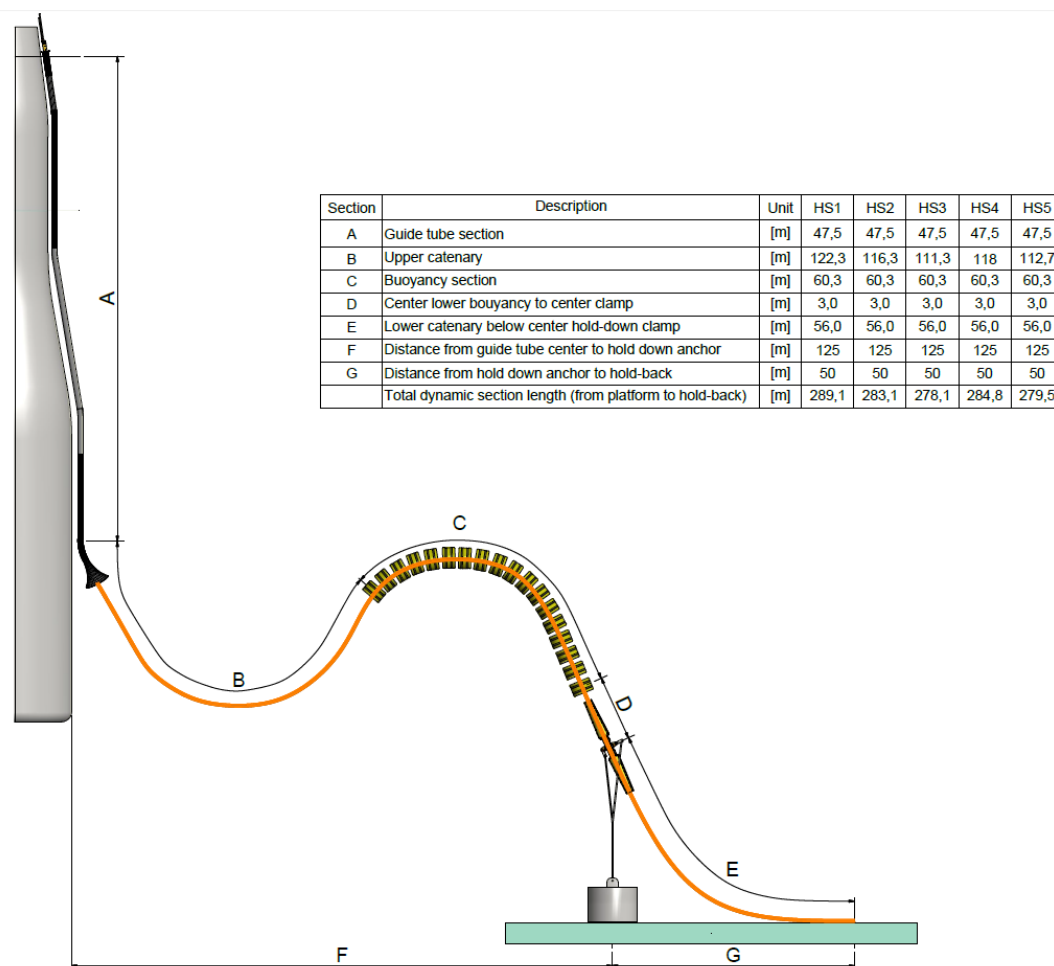 Section Description Unit HS1 HS2 HS3 HS4 HS5
A Guide tube section [m] 47,5 47,5 47,5 47,5 47,5
B Upper catenary [m] 122,3 116,3 111,3 118 112,7
C Buoyancy section [m] 60,3 60,3 60,3 60,3 60,3
D Center lower bouyancy to center clamp [m] 3,0 3,0 3,0 3,0 3,0
E Lower catenary below center hold-down clamp [m] 56,0 56,0 56,0 56,0 56,0
F Distance from guide tube center to hold down anchor [m] 125 125 125 125 125
G Distance from hold down anchor to hold-back [m] 50 50 50 50 50
Total dynamic section length (from platform to hold-back) [m] 289,1 283,1 278,1 284,8 279,5
A
C
B
D
E
F
G